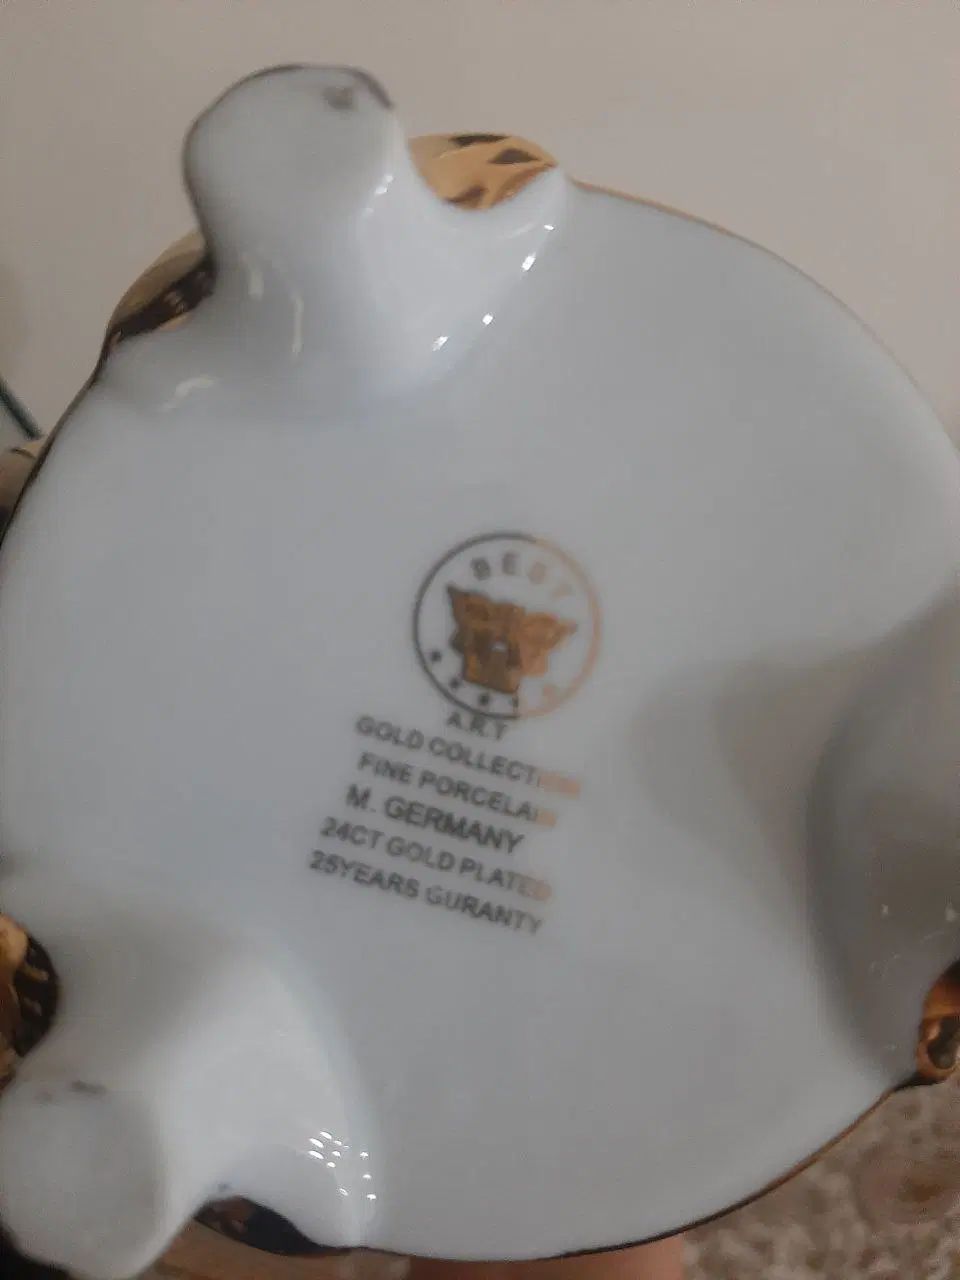 BEST
A.R.T
GOLD COLLECTION
FINE PORCELAIN
M. GERMANY
24CT GOLD PLATED
25YEARS GURANTY